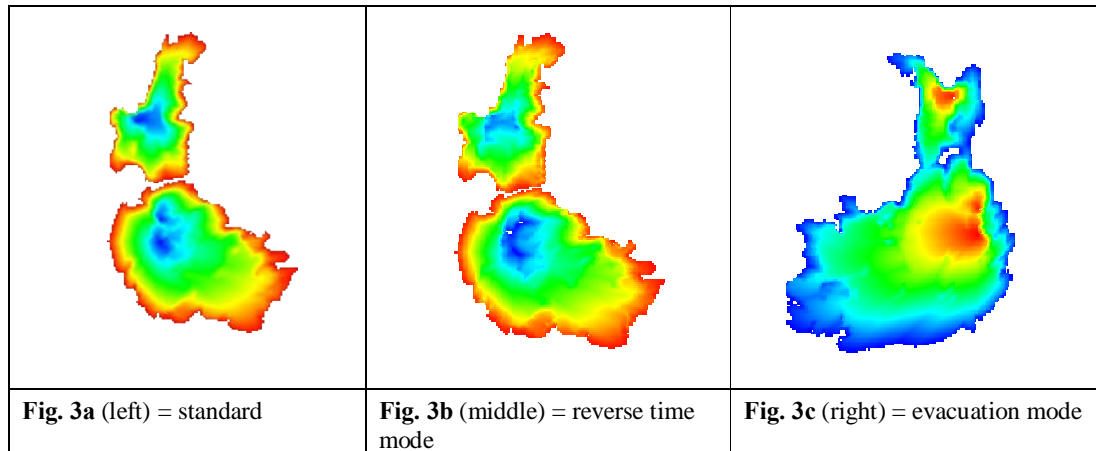 Fig. 3a (left) = standard
Fig. 3b (middle) = reverse time
mode
Fig. 3c (right) = evacuation mode